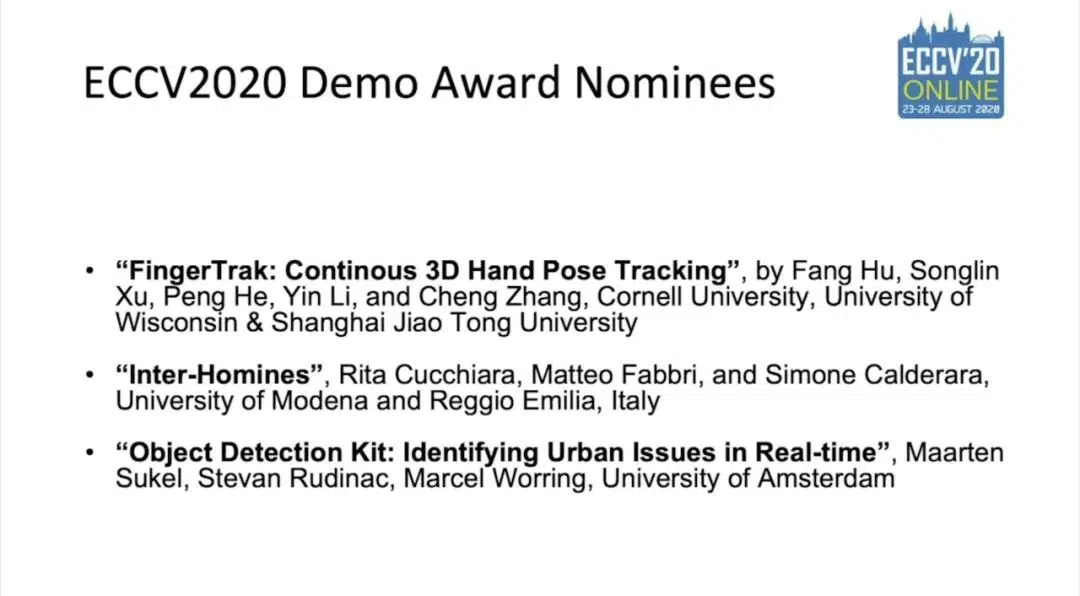 ECCV2020 Demo Award Nominees
ECCV'20
ONLINE
23-28 AUGUST 2020
• “FingerTrak: Continous 3D Hand Pose Tracking”, by Fang Hu, Songlin
Xu, Peng He, Yin Li, and Cheng Zhang, Cornell University, University of
Wisconsin & Shanghai Jiao Tong University
• “Inter-Homines”, Rita Cucchiara, Matteo Fabbri, and Simone Calderara,
University of Modena and Reggio Emilia, Italy
• “Object Detection Kit: Identifying Urban Issues in Real-time”, Maarten
Sukel, Stevan Rudinac, Marcel Worring, University of Amsterdam